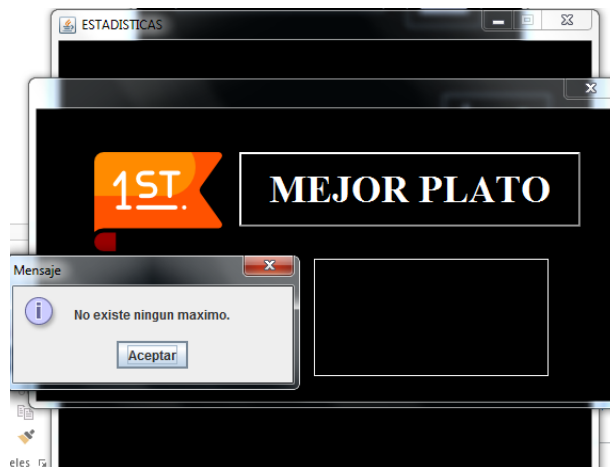 ESTADISTICAS
1ST.
MEJOR PLATO
Mensaje
No existe ningun maximo.
Aceptar
eles